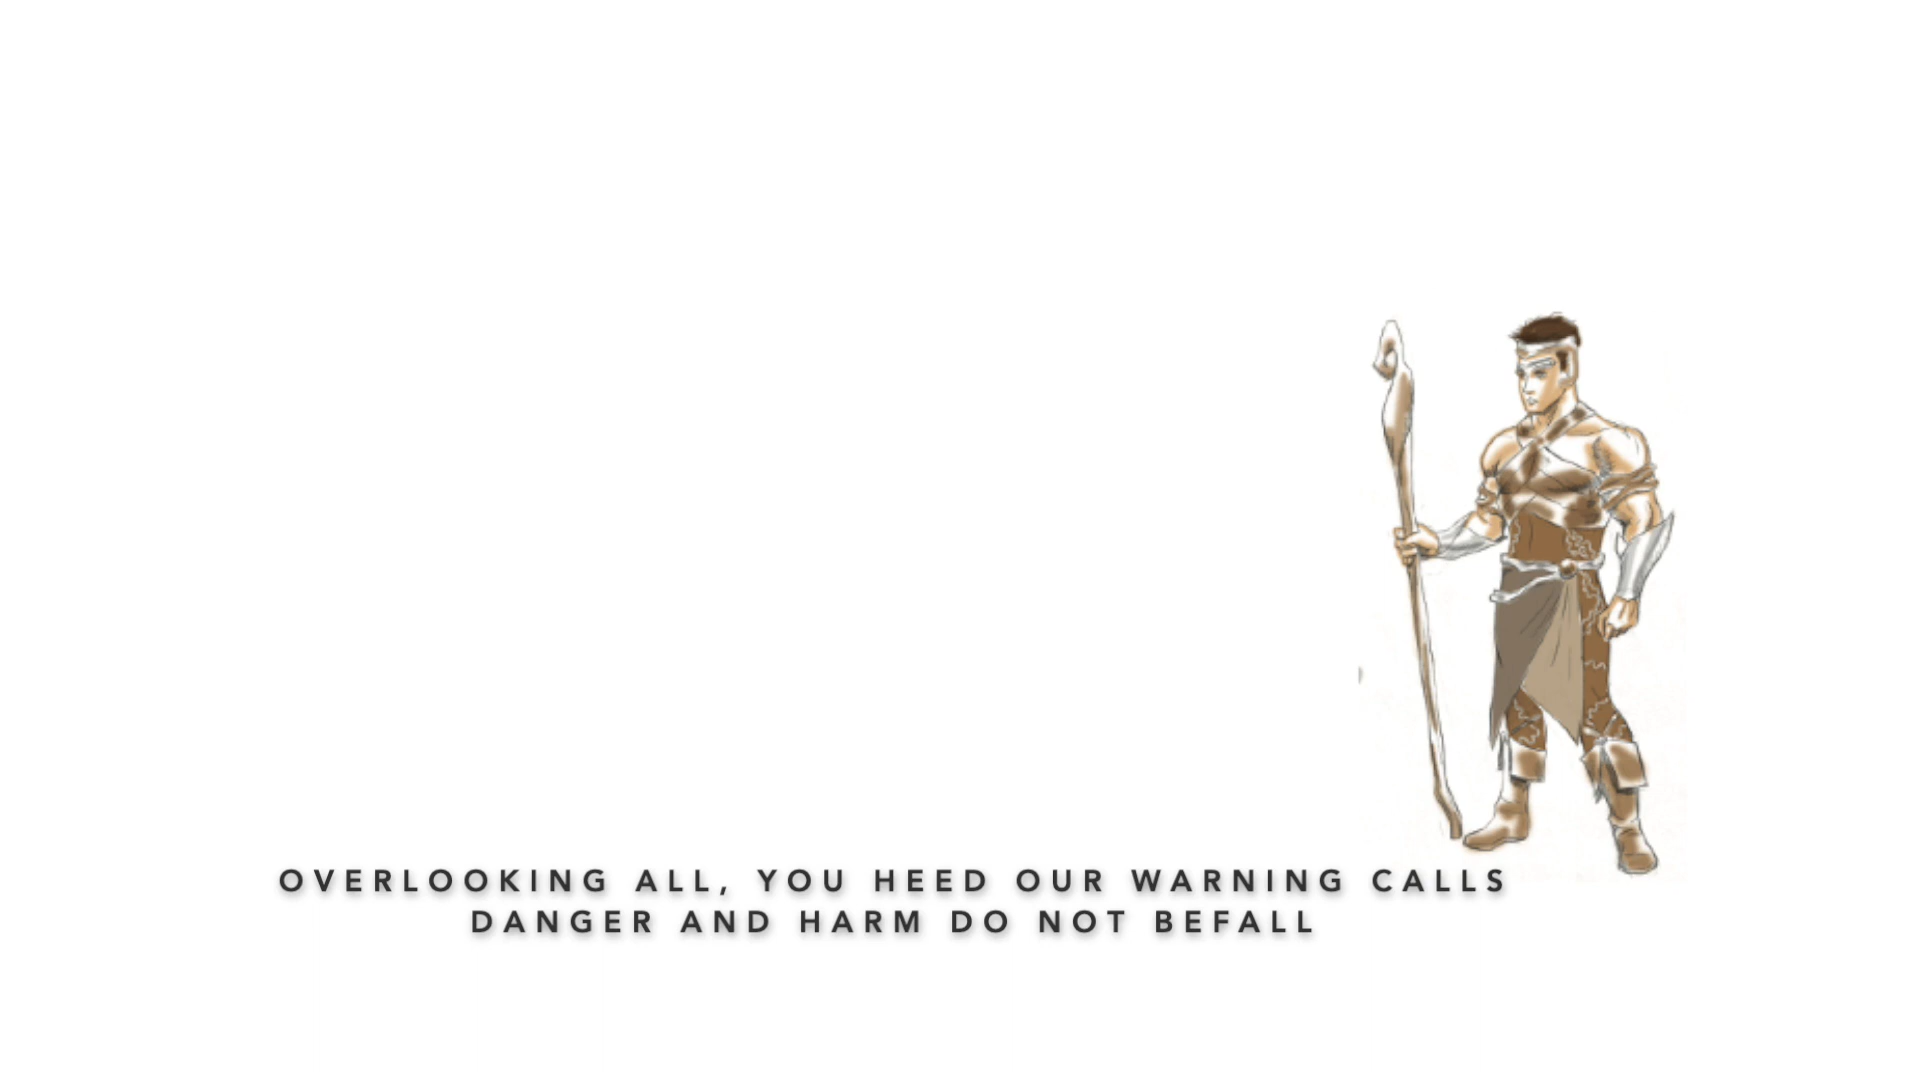 OVERLOOKING ALL, YOU HEED OUR WARNING CALLS
DANGER AND HARM DO NOT BEFALL